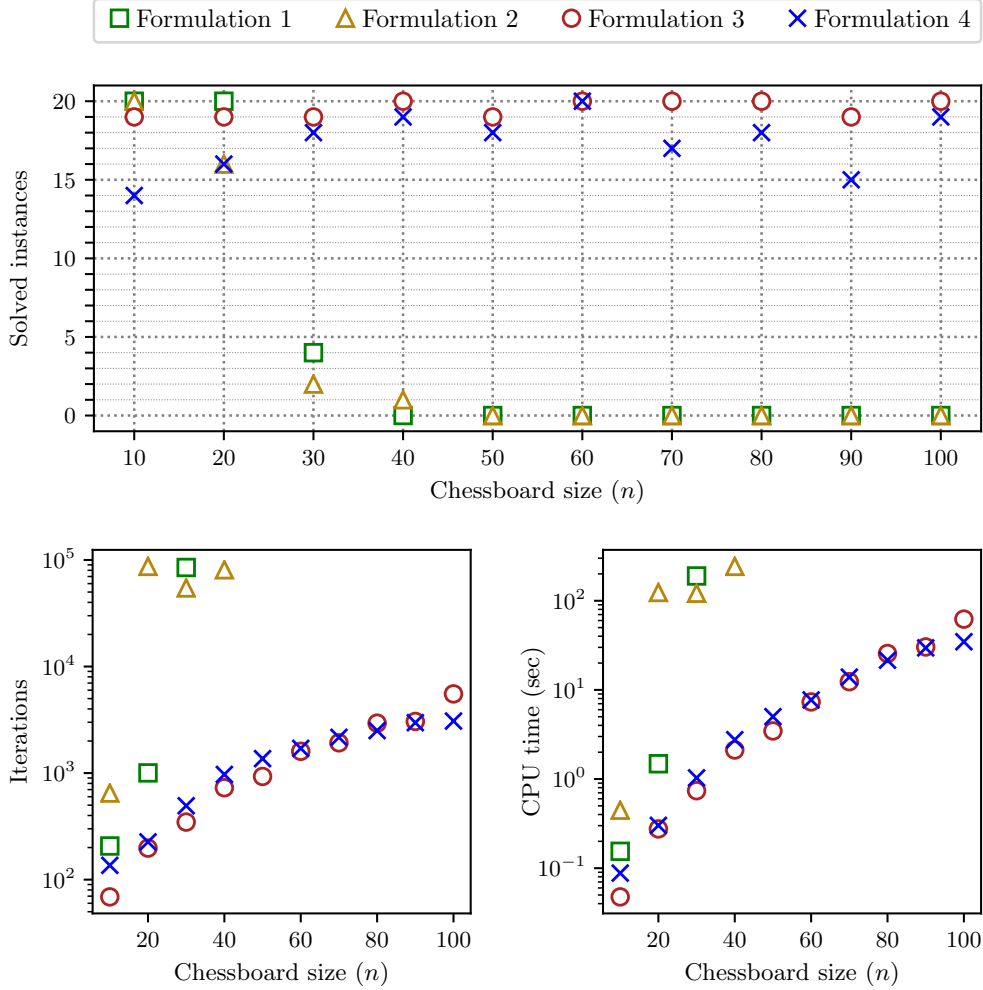 Formulation 1 Formulation 2 Formulation 3 Formulation 4
Solved instances
20
15
10
5
0
10 20 30 40 50 60 70 80 90 100
Chessboard size (n)
Iterations
10^5
10^4
10^3
10^2
20 40 60 80 100
Chessboard size (n)
CPU time (sec)
10^2
10^1
10^0
10^−1
20 40 60 80 100
Chessboard size (n)